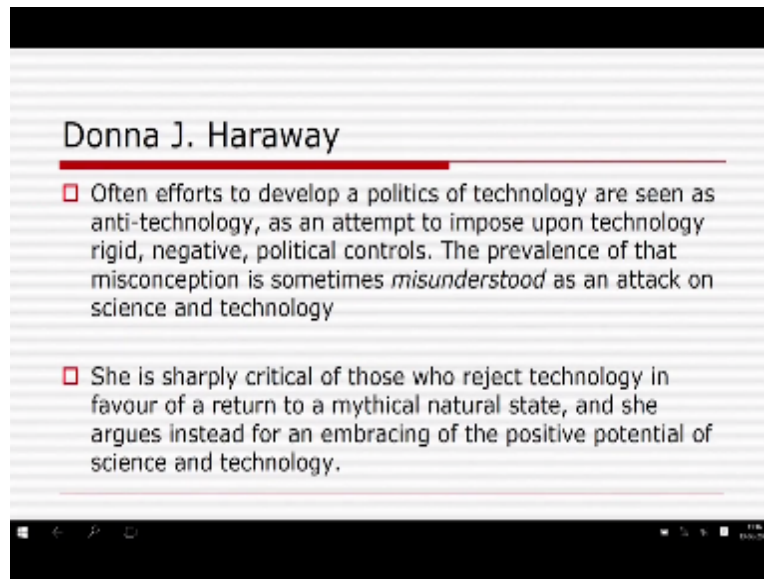 Donna J. Haraway
Often efforts to develop a politics of technology are seen as
anti-technology, as an attempt to impose upon technology
rigid, negative, political controls. The prevalence of that
misconception is sometimes misunderstood as an attack on
science and technology
She is sharply critical of those who reject technology in
favour of a return to a mythical natural state, and she
argues instead for an embracing of the positive potential of
science and technology.